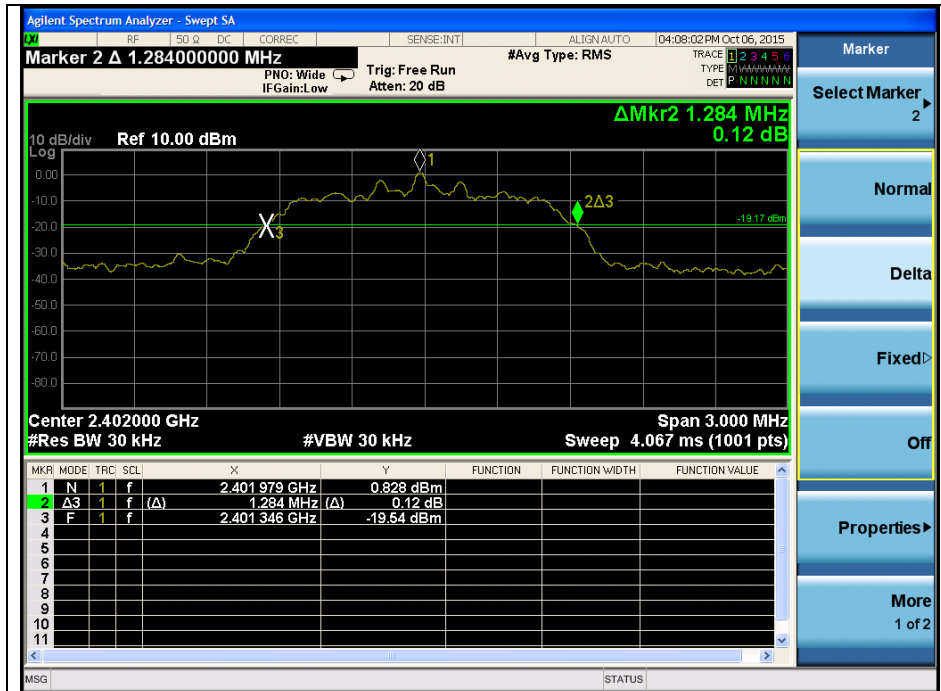 Agilent Spectrum Analyzer - Swept SA
LXI RF 50 Ω DC CORREC SENSE:INT ALIGN AUTO 04:08:02 PM Oct 06, 2015
Marker 2 Δ 1.284000000 MHz
PNO: Wide
IFGain:Low
Trig: Free Run
Atten: 20 dB
#Avg Type: RMS
TRACE 1 2 3 4 5 6
TYPE M
DET P N N N N N
ΔMkr2 1.284 MHz
0.12 dB
10 dB/div Ref 10.00 dBm
Log
0.00
-10.0
-20.0
-30.0
-40.0
-50.0
-60.0
-70.0
-80.0
1
2Δ3
3
-19.17 dBm
Center 2.402000 GHz Span 3.000 MHz
#Res BW 30 kHz #VBW 30 kHz Sweep 4.067 ms (1001 pts)
MKR MODE TRC SCL X Y FUNCTION FUNCTION WIDTH FUNCTION VALUE
1 N 1 f 2.401 979 GHz 0.828 dBm
2 Δ3 1 f (Δ) 1.284 MHz (Δ) 0.12 dB
3 F 1 f 2.401 346 GHz -19.54 dBm
4
5
6
7
8
9
10
11
MSG STATUS
Marker
Select Marker
2
Normal
Delta
Fixed
Off
Properties
More
1 of 2